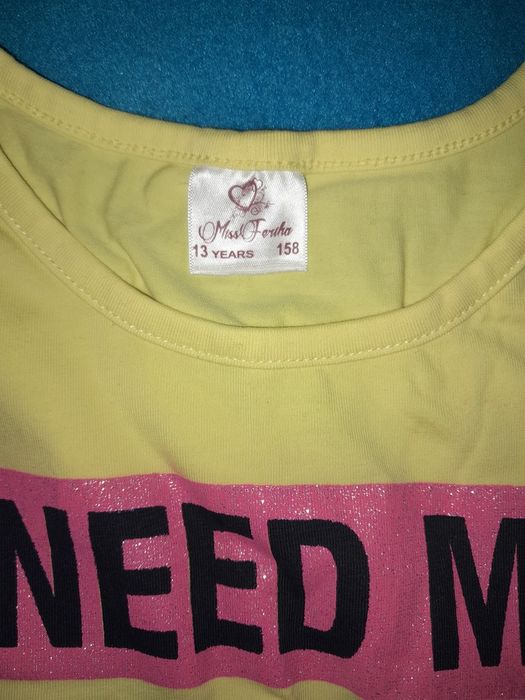 Miss Feriha
13 YEARS 158
NEED M